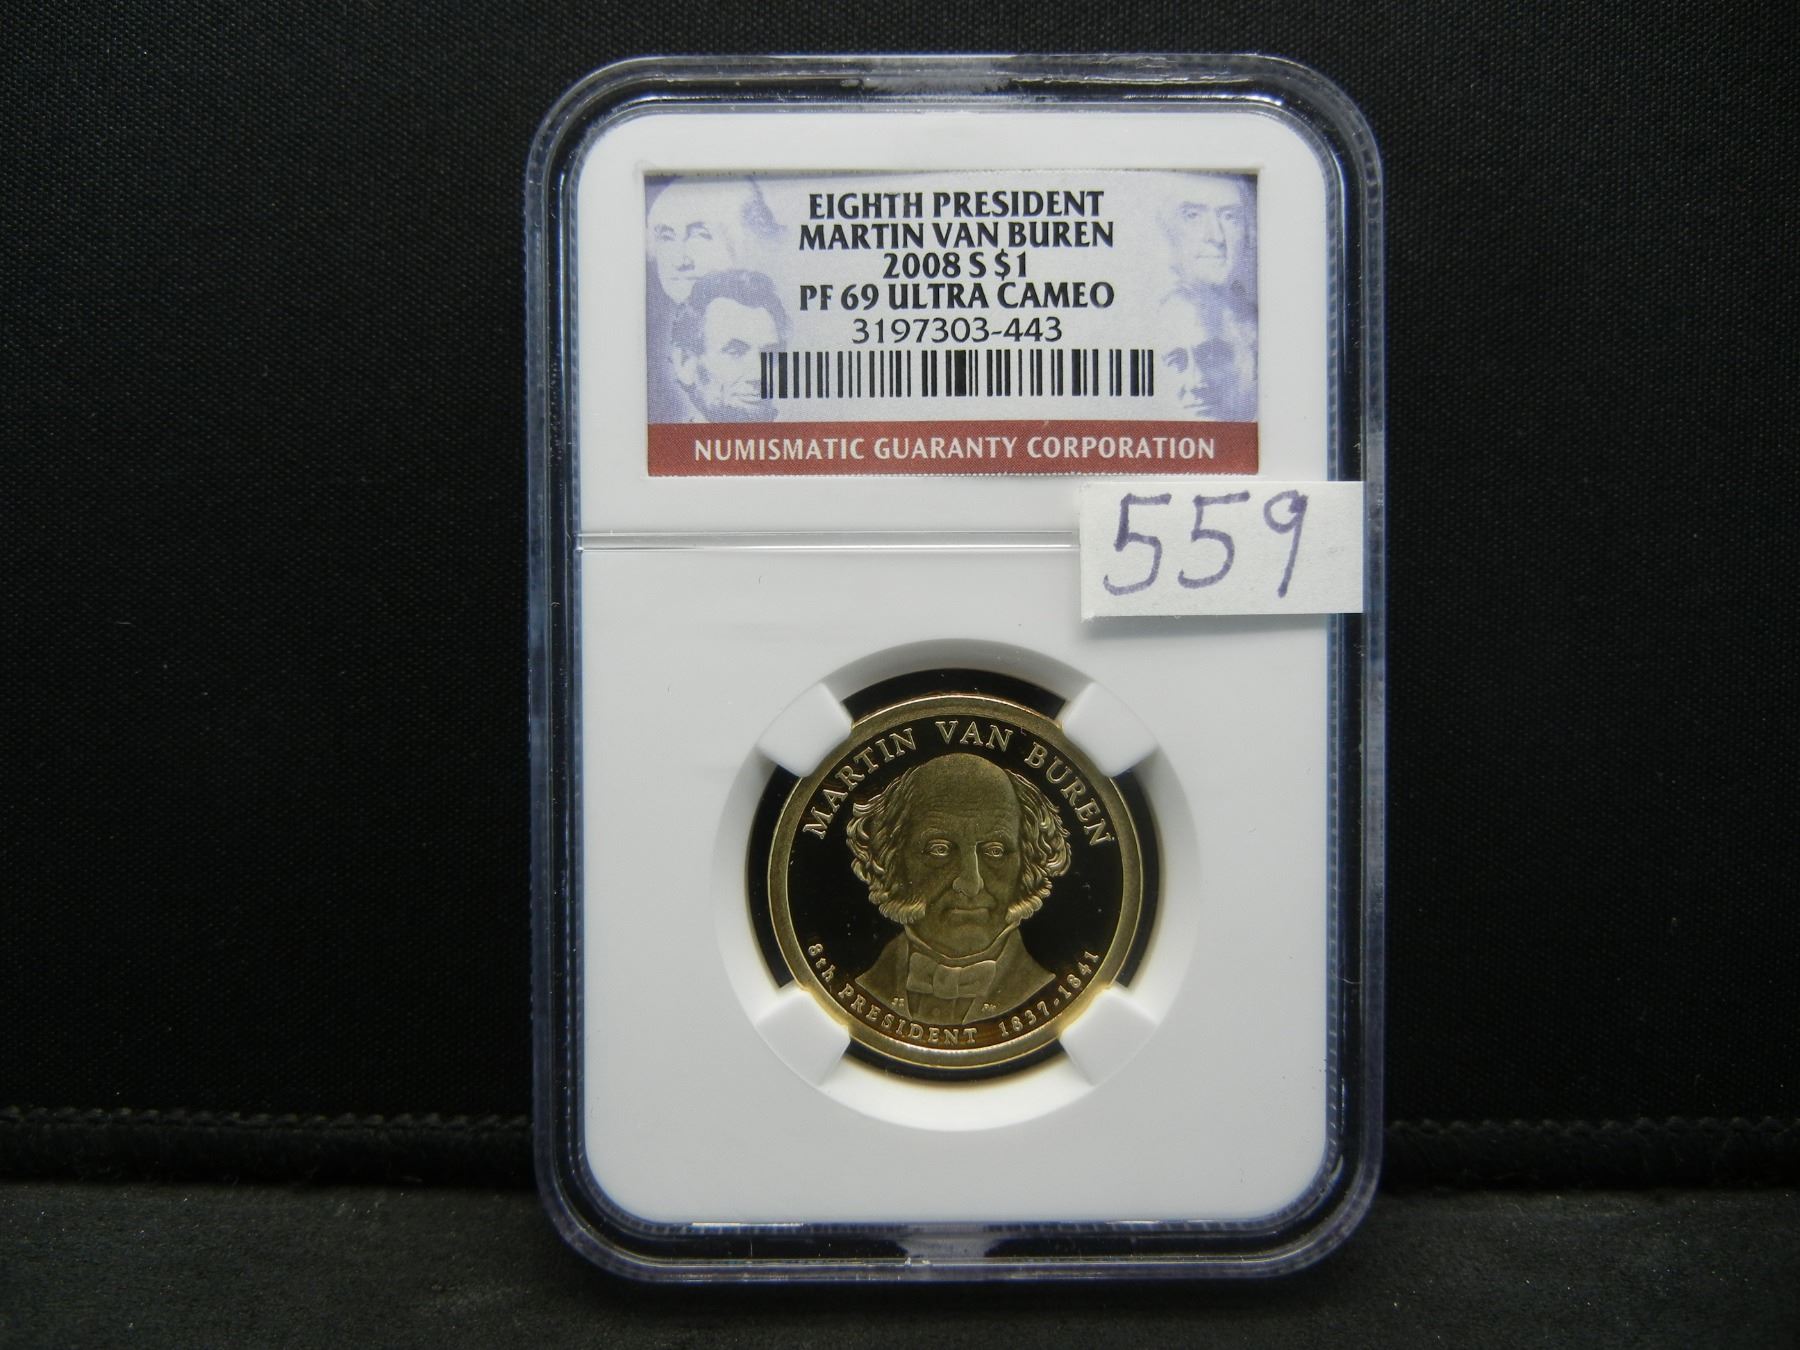 EIGHTH PRESIDENT
MARTIN VAN BUREN
2008 S $1
PF 69 ULTRA CAMEO
3197303-443
NUMISMATIC GUARANTY CORPORATION
559
MARTIN VAN BUREN
8th PRESIDENT 1837-1841